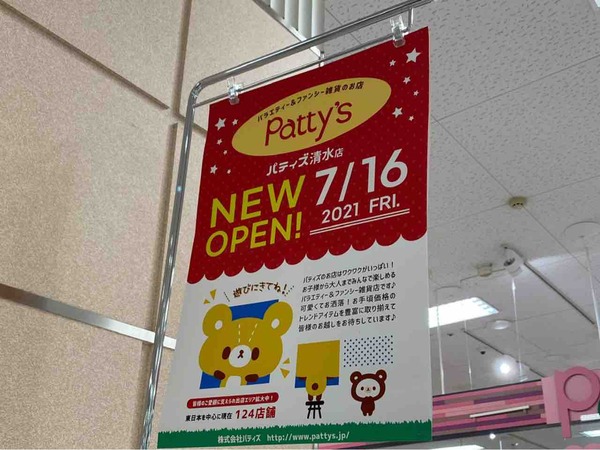 バラエティー&ファンシー雑貨のお店
Patty's
パティズ清水店
NEW
OPEN!
7/16
2021 FRI.
遊びにきてね!
パティズのお店はワクワクがいっぱい!
お子様から大人までみんなで楽しめる
バラエティー&ファンシー雑貨店です♪
可愛くてお洒落!お手頃価格の
トレンドアイテムを豊富に取り揃えて
皆様のお越しをお待ちしています♪
皆様のご愛顧に支えられ出店エリア拡大中!
東日本を中心に現在 124店舗
株式会社パティズ http://www.pattys.jp/
P